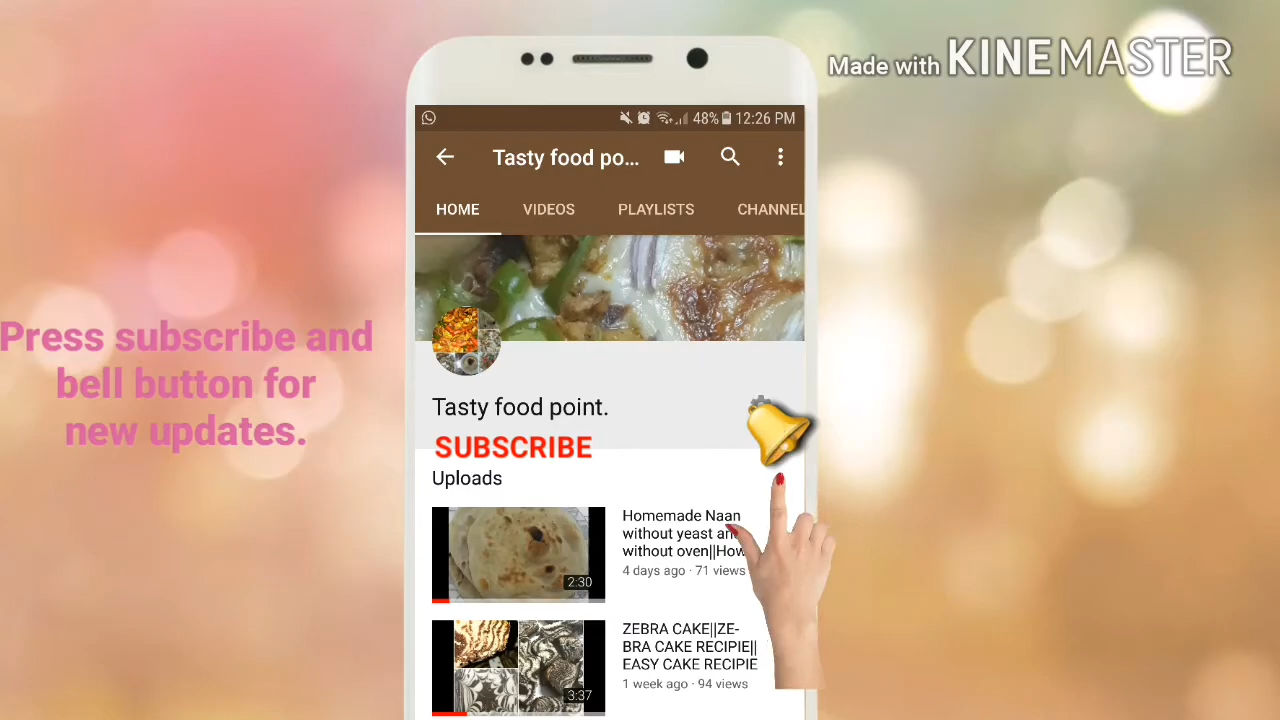 Made with KINEMASTER
48% 12:26 PM
Tasty food po...
HOME VIDEOS PLAYLISTS CHANNEL
Press subscribe and
bell button for
new updates.
Tasty food point.
SUBSCRIBE
Uploads
Homemade Naan
without yeast an
without oven||How
4 days ago · 71 views
2:30
ZEBRA CAKE||ZE-
BRA CAKE RECIPIE||
EASY CAKE RECIPIE
1 week ago · 94 views
3:37